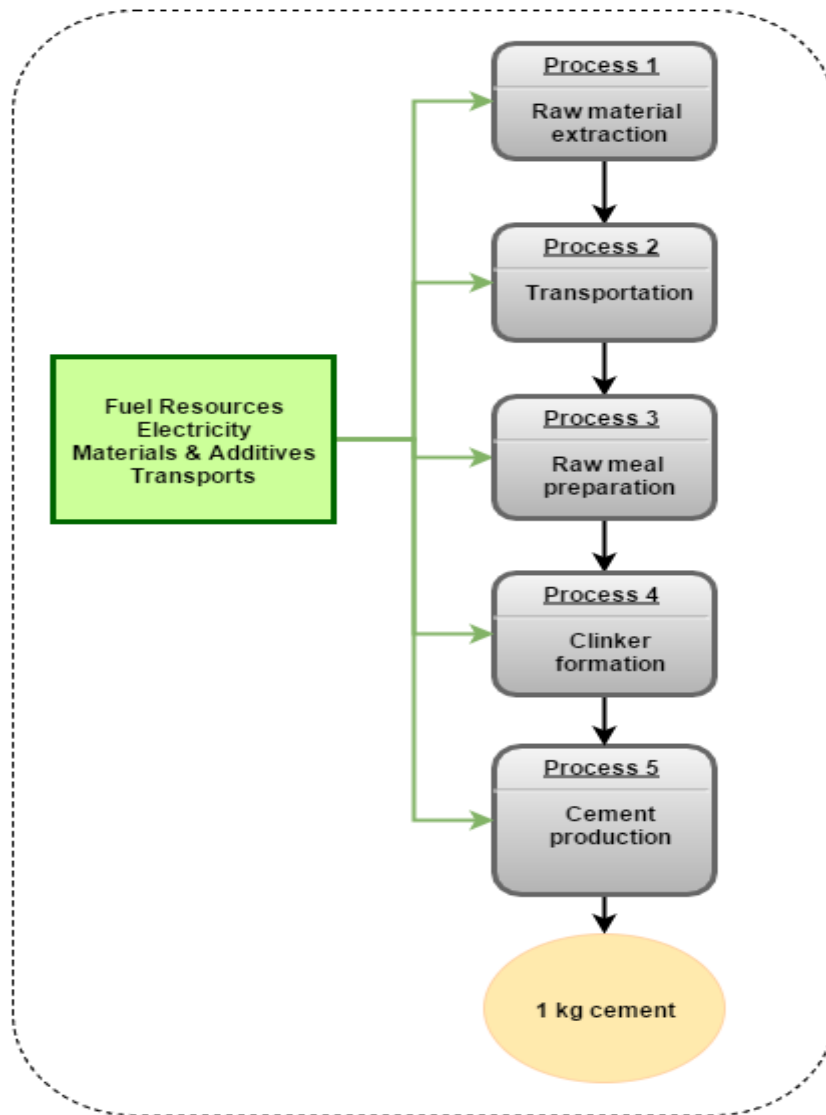 Process 1
Raw material
extraction
Process 2
Transportation
Fuel Resources
Electricity
Materials & Additives
Transports
Process 3
Raw meal
preparation
Process 4
Clinker
formation
Process 5
Cement
production
1 kg cement